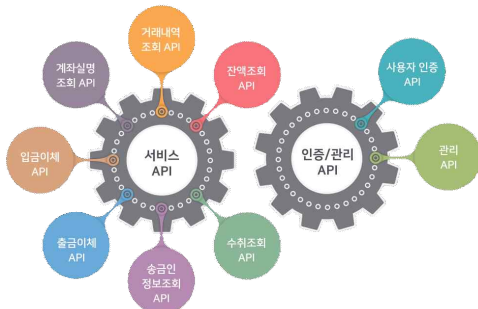 거래내역
조회 API
계좌실명
조회 API
잔액조회
API
사용자 인증
API
입금이체
API
서비스
API
인증/관리
API
관리
API
출금이체
API
송금인
정보조회
API
수취조회
API